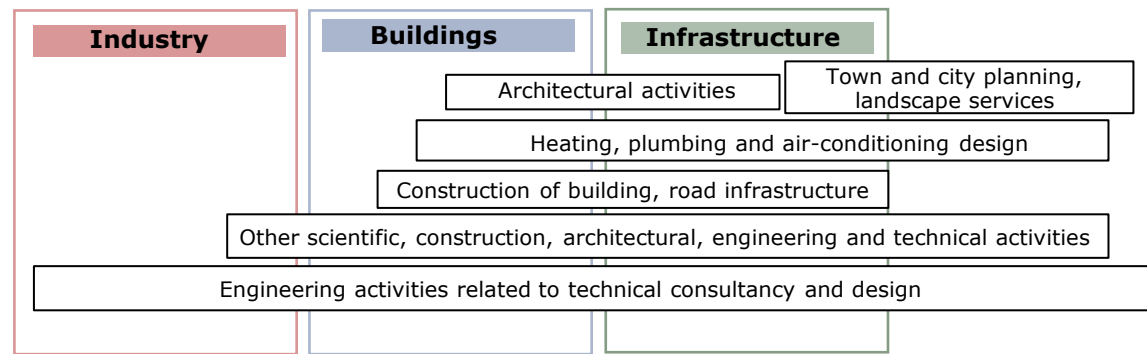 Industry
Buildings
Infrastructure
Architectural activities
Town and city planning,
landscape services
Heating, plumbing and air-conditioning design
Construction of building, road infrastructure
Other scientific, construction, architectural, engineering and technical activities
Engineering activities related to technical consultancy and design